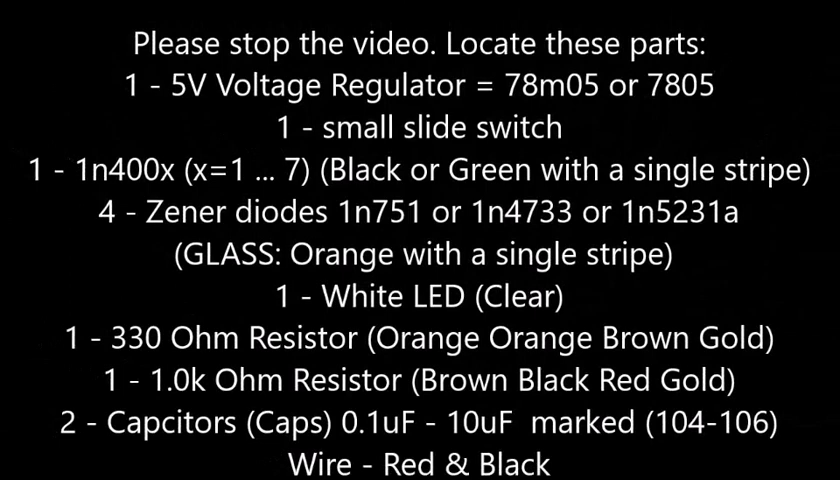 Please stop the video. Locate these parts:
1 - 5V Voltage Regulator = 78m05 or 7805
1 - small slide switch
1 - 1n400x (x=1 ... 7) (Black or Green with a single stripe)
4 - Zener diodes 1n751 or 1n4733 or 1n5231a
(GLASS: Orange with a single stripe)
1 - White LED (Clear)
1 - 330 Ohm Resistor (Orange Orange Brown Gold)
1 - 1.0k Ohm Resistor (Brown Black Red Gold)
2 - Capcitors (Caps) 0.1uF - 10uF  marked (104-106)
Wire - Red & Black